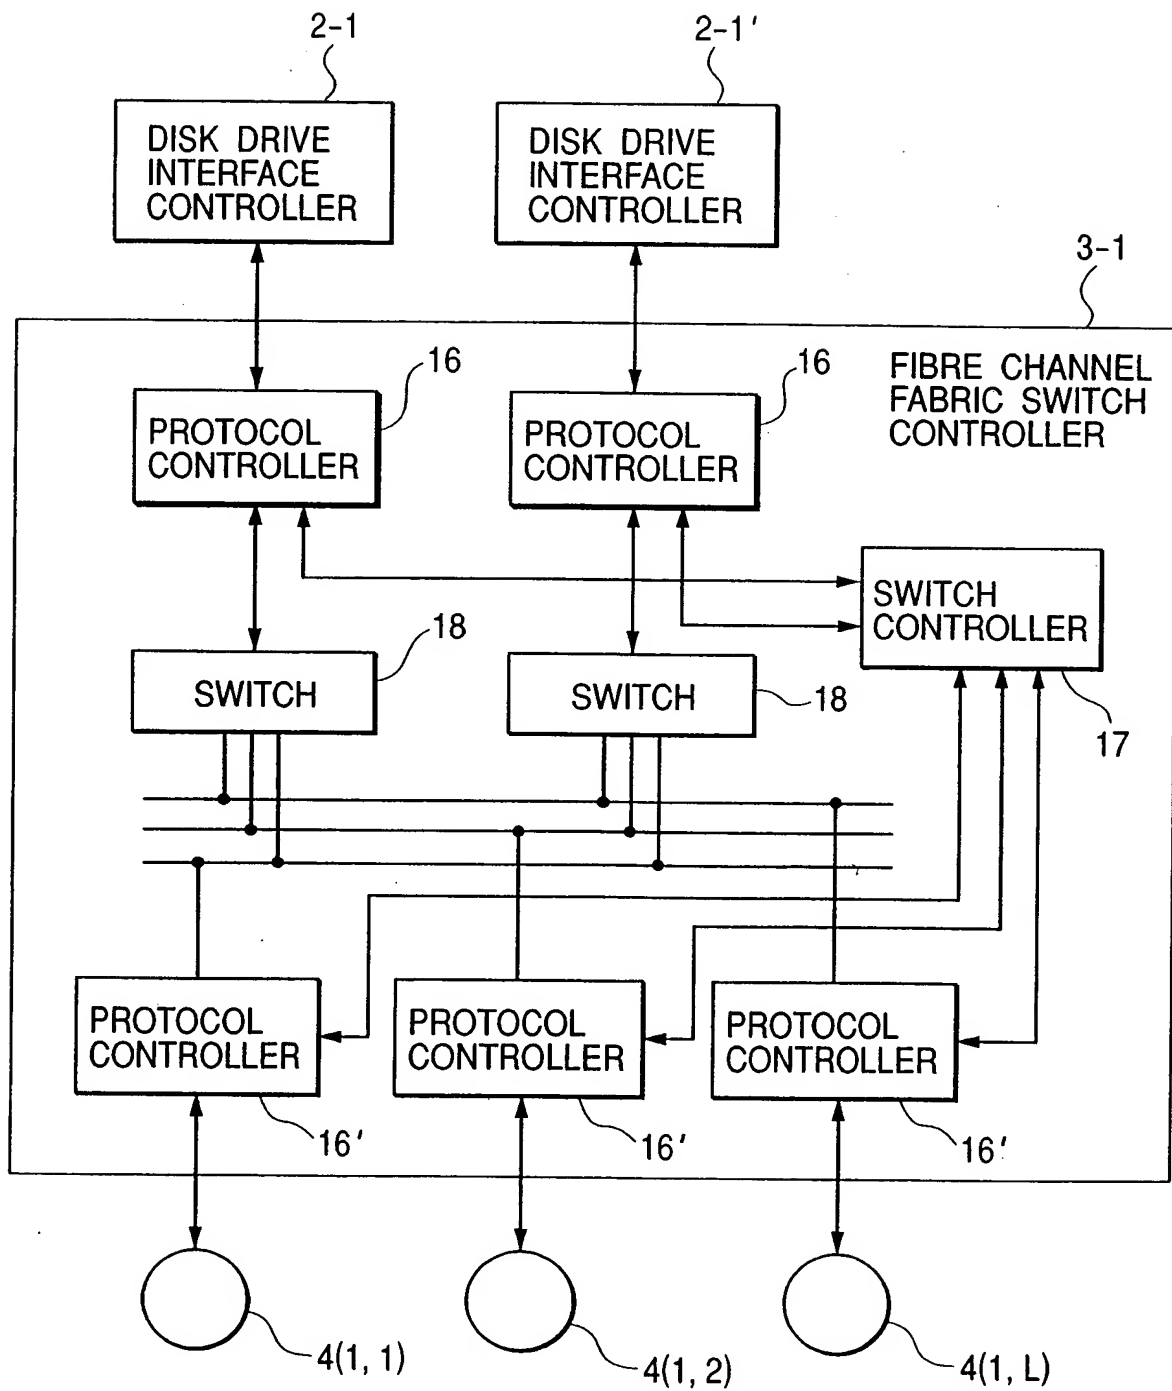 2-1
2-1'
DISK DRIVE
INTERFACE
CONTROLLER
DISK DRIVE
INTERFACE
CONTROLLER
3-1
16
16
FIBRE CHANNEL
FABRIC SWITCH
CONTROLLER
PROTOCOL
CONTROLLER
PROTOCOL
CONTROLLER
SWITCH
CONTROLLER
18
SWITCH
SWITCH
18
17
PROTOCOL
CONTROLLER
PROTOCOL
CONTROLLER
PROTOCOL
CONTROLLER
16'
16'
16'
4(1, 1)
4(1, 2)
4(1, L)